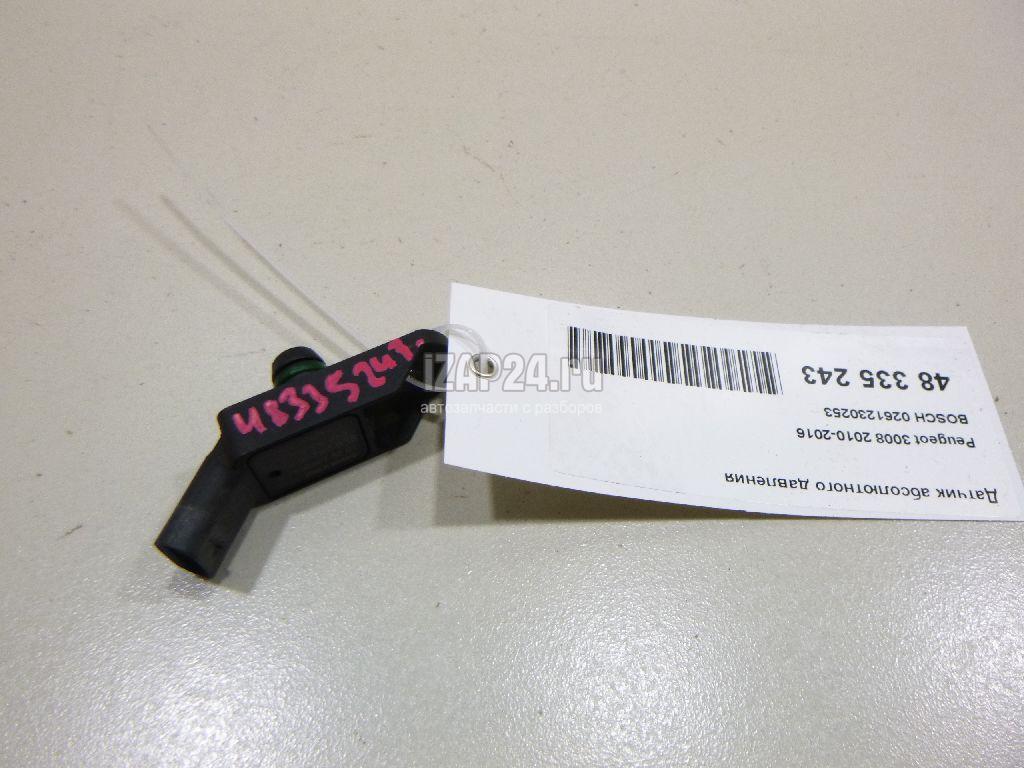 Датчик абсолютного давления
Peugeot 3008 2010-2016
BOSCH 0261230253
48 335 243
48335243.
iZAP24.ru
автозапчасти с разборов